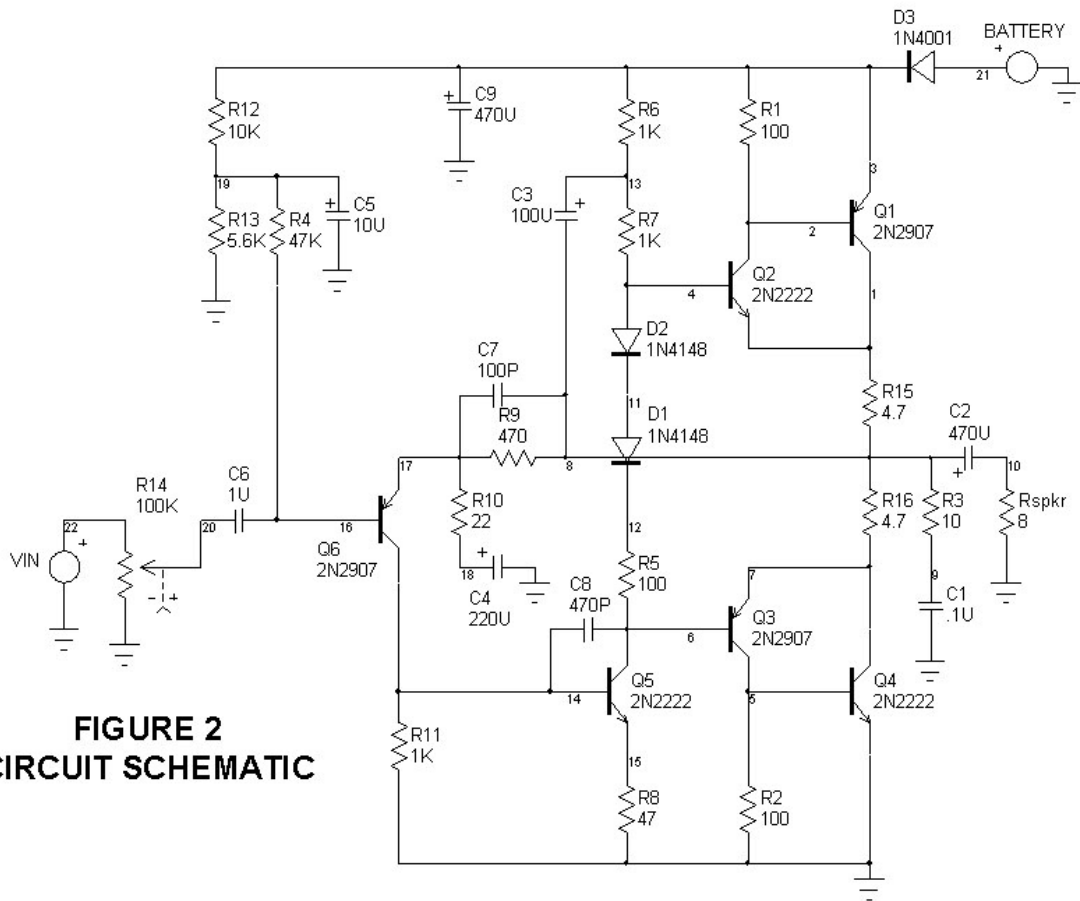 D3
1N4001
BATTERY
+
21
R12
10K
+
C9
470U
R6
1K
R1
100
3
19
13
C3
100U
+
R13
5.6K
R4
47K
+
C5
10U
R7
1K
2
Q1
2N2907
4
Q2
2N2222
1
D2
1N4148
C7
100P
11
R9
470
D1
1N4148
R15
4.7
C2
470U
17
8
+
10
R14
100K
C6
1U
22
20
16
R10
22
12
R16
4.7
R3
10
Rspkr
8
VIN
+
- +
Q6
2N2907
+
18
C4
220U
C8
470P
R5
100
7
9
C1
.1U
6
Q3
2N2907
14
Q5
2N2222
5
Q4
2N2222
FIGURE 2
CIRCUIT SCHEMATIC
R11
1K
15
R8
47
R2
100